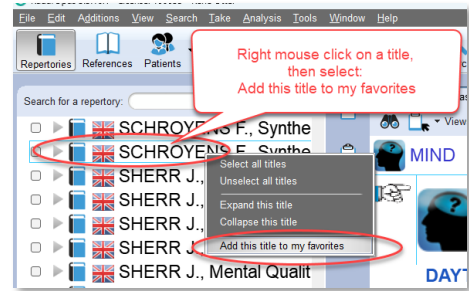 File Edit Additions View Search Take Analysis Tools Window Help
Right mouse click on a title,
then select:
Add this title to my favorites
Repertories References Patients
Search for a repertory:
View
SCHROYENS F., Synthe
SCHROYENS F., Synthe
MIND
Select all titles
Unselect all titles
SHERR J.,
Expand this title
SHERR J.,
Collapse this title
SHERR J.,
Add this title to my favorites
SHERR J.,
SHERR J., Mental Qualit
DAYT